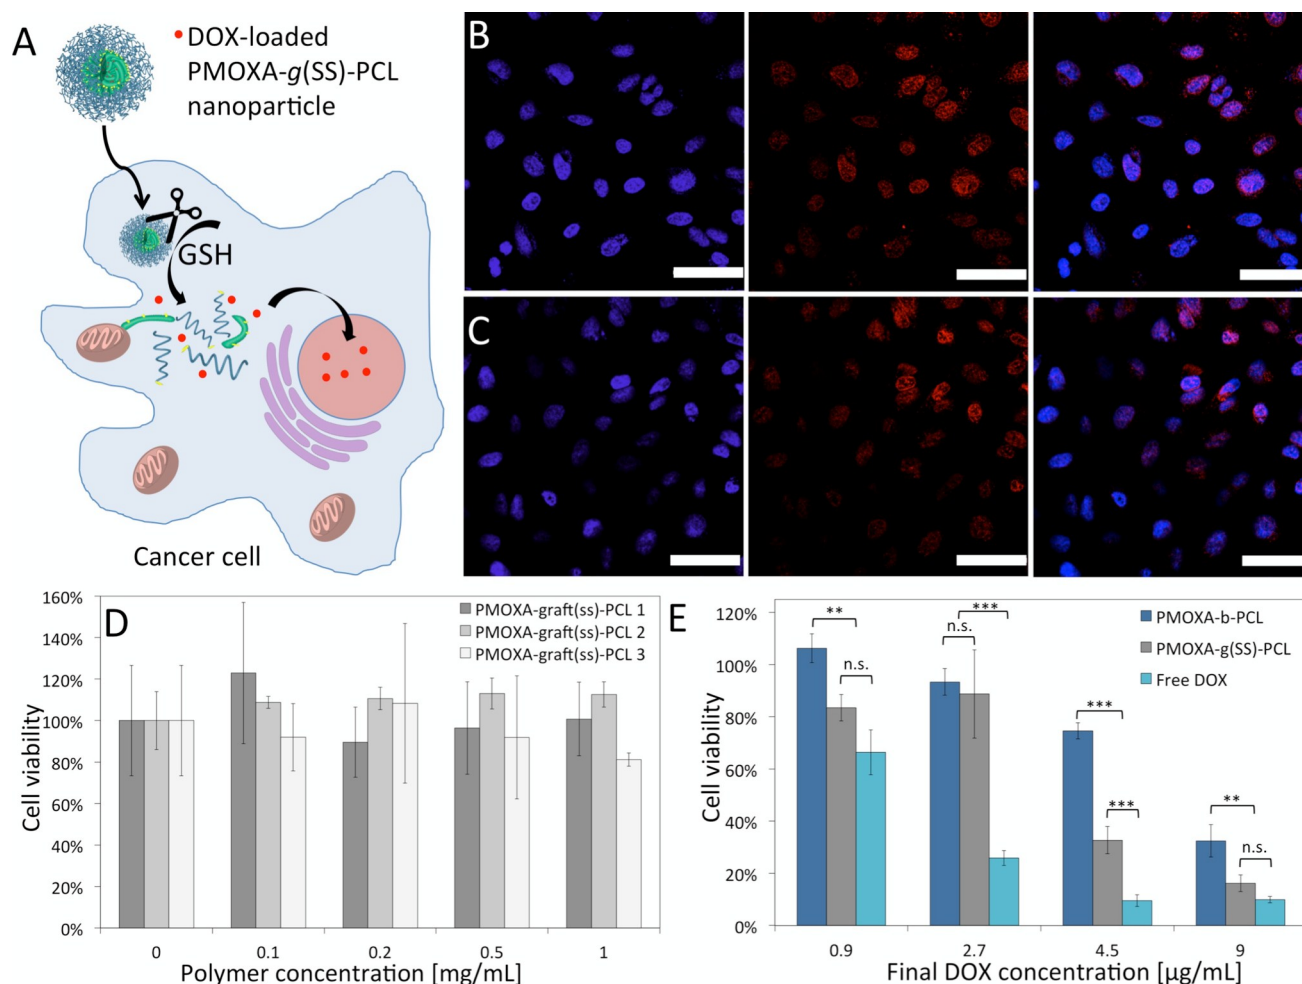 A
DOX-loaded
PMOXA-g(SS)-PCL
nanoparticle
GSH
Cancer cell
B
C
D
160%
140%
120%
100%
80%
60%
40%
20%
0%
Cell viability
PMOXA-graft(ss)-PCL 1
PMOXA-graft(ss)-PCL 2
PMOXA-graft(ss)-PCL 3
0 0.1 0.2 0.5 1
Polymer concentration [mg/mL]
E
120%
100%
80%
60%
40%
20%
0%
Cell viability
PMOXA-b-PCL
PMOXA-g(SS)-PCL
Free DOX
**
n.s.
***
n.s.
***
***
**
n.s.
0.9 2.7 4.5 9
Final DOX concentration [µg/mL]